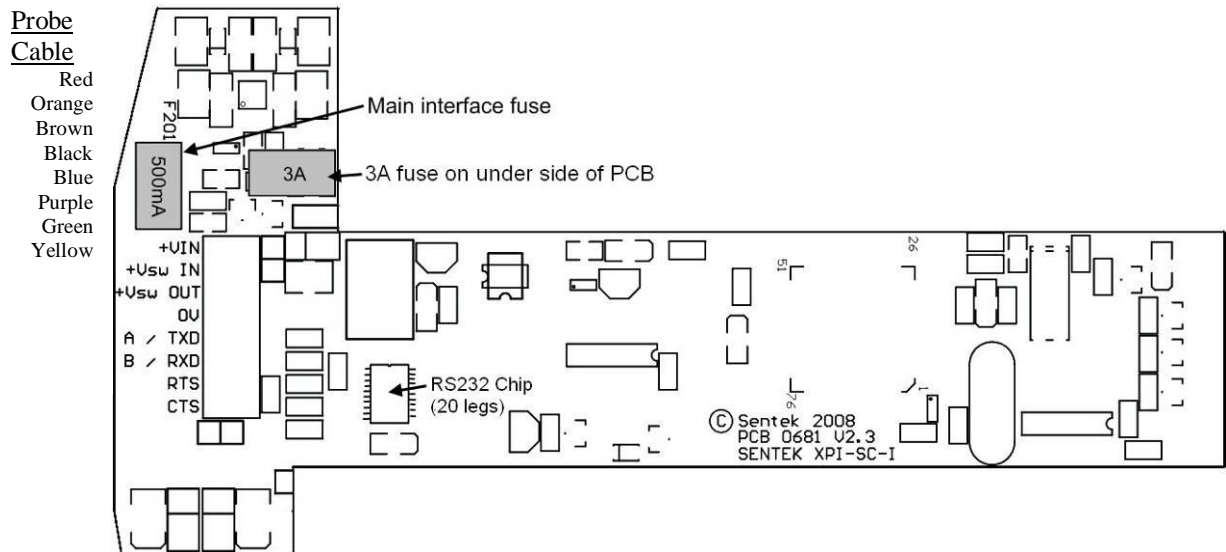 Probe
Cable
Red
Orange
Brown
Black
Blue
Purple
Green
Yellow
F201
Main interface fuse
500mA
3A
3A fuse on under side of PCB
+VIN
+Vsw IN
+Vsw OUT
0V
A / TXD
B / RXD
RTS
CTS
RS232 Chip
(20 legs)
51
26
76
1
© Sentek 2008
PCB 0681 V2.3
SENTEK XPI-SC-I